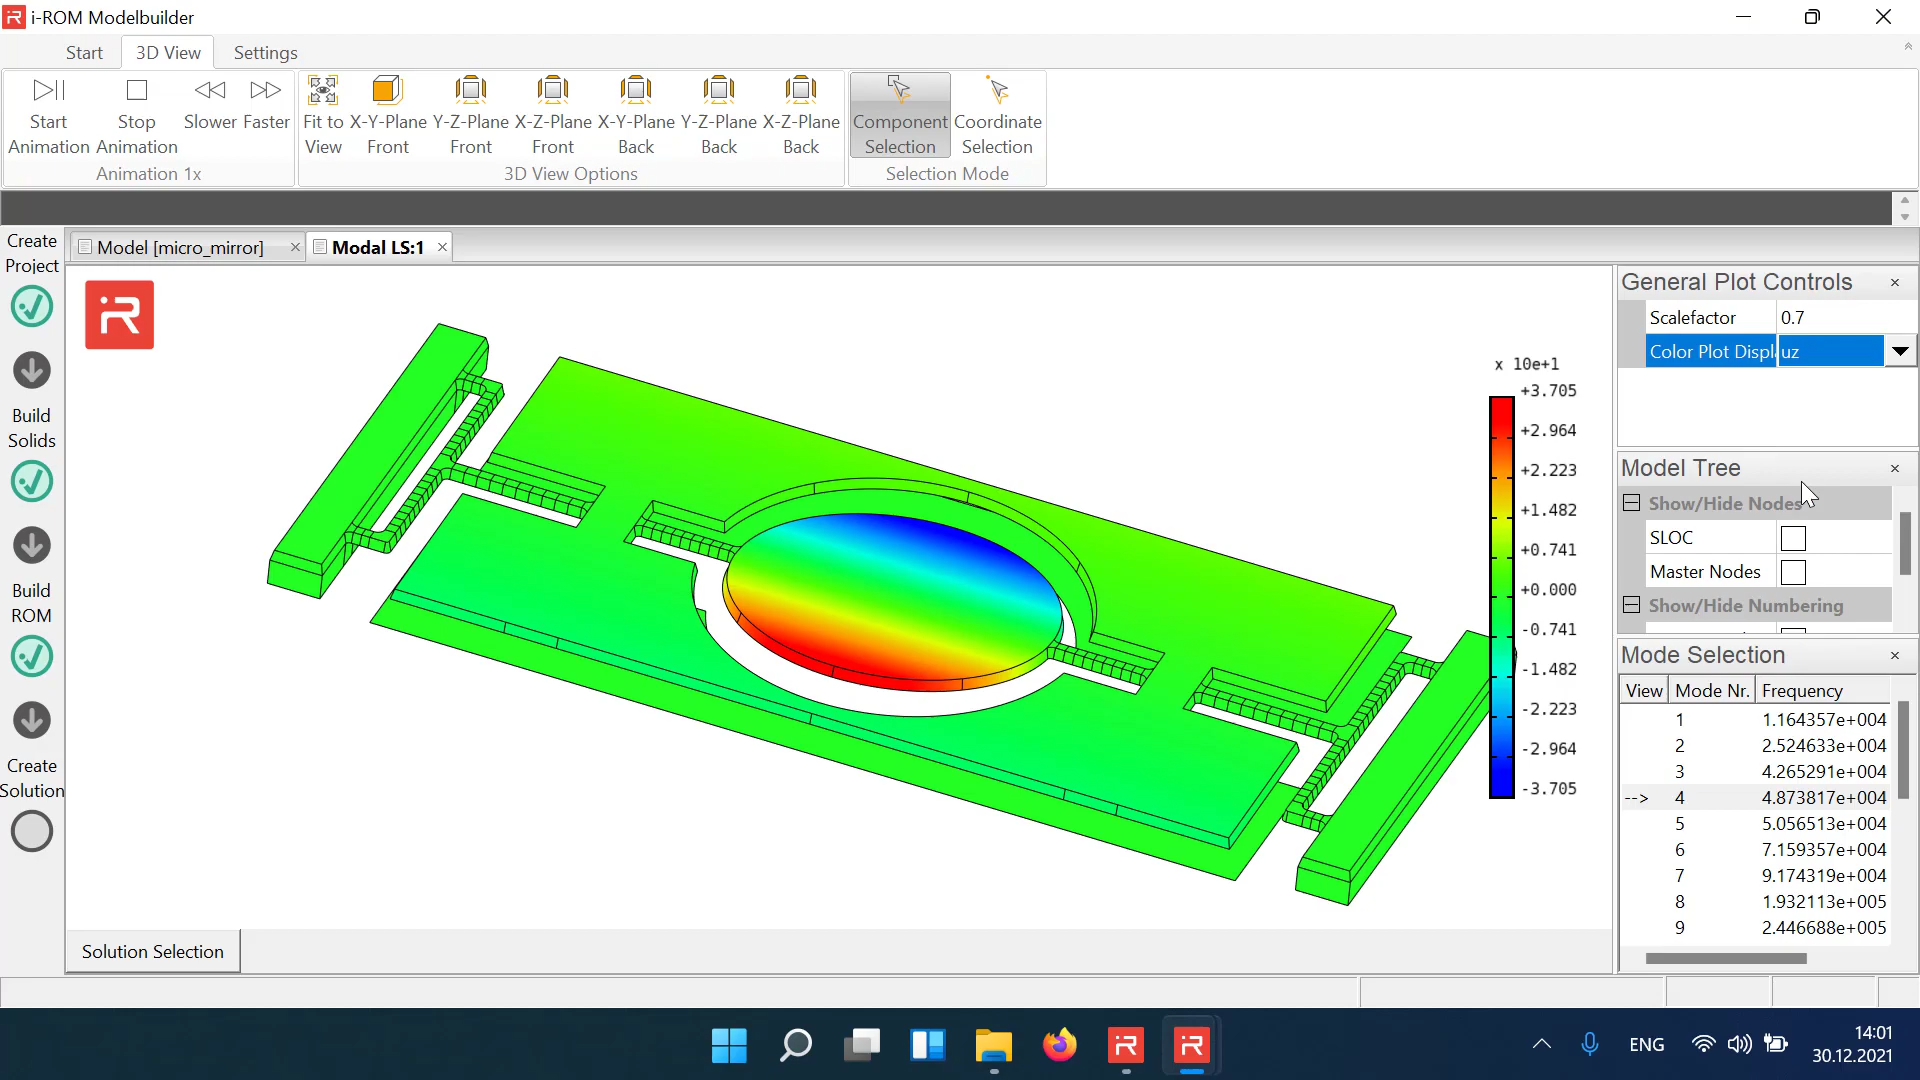 i-ROM Modelbuilder
Start
3D View
Settings
Start Animation
Stop Animation
Slower
Faster
Animation 1x
Fit to View
X-Y-Plane Front
Y-Z-Plane Front
X-Z-Plane Front
X-Y-Plane Back
Y-Z-Plane Back
X-Z-Plane Back
3D View Options
Component Selection
Coordinate Selection
Selection Mode
Create Project
Build Solids
Build ROM
Create Solution
Model [micro_mirror]
Modal LS:1
iR
x 10e+1
+3.705
+2.964
+2.223
+1.482
+0.741
+0.000
-0.741
-1.482
-2.223
-2.964
-3.705
Solution Selection
General Plot Controls
Scalefactor 0.7
Color Plot Displ uz
Model Tree
Show/Hide Nodes
SLOC
Master Nodes
Show/Hide Numbering
Mode Selection
View Mode Nr. Frequency
1 1.164357e+004
2 2.524633e+004
3 4.265291e+004
--> 4 4.873817e+004
5 5.056513e+004
6 7.159357e+004
7 9.174319e+004
8 1.932113e+005
9 2.446688e+005
ENG
14:01
30.12.2021